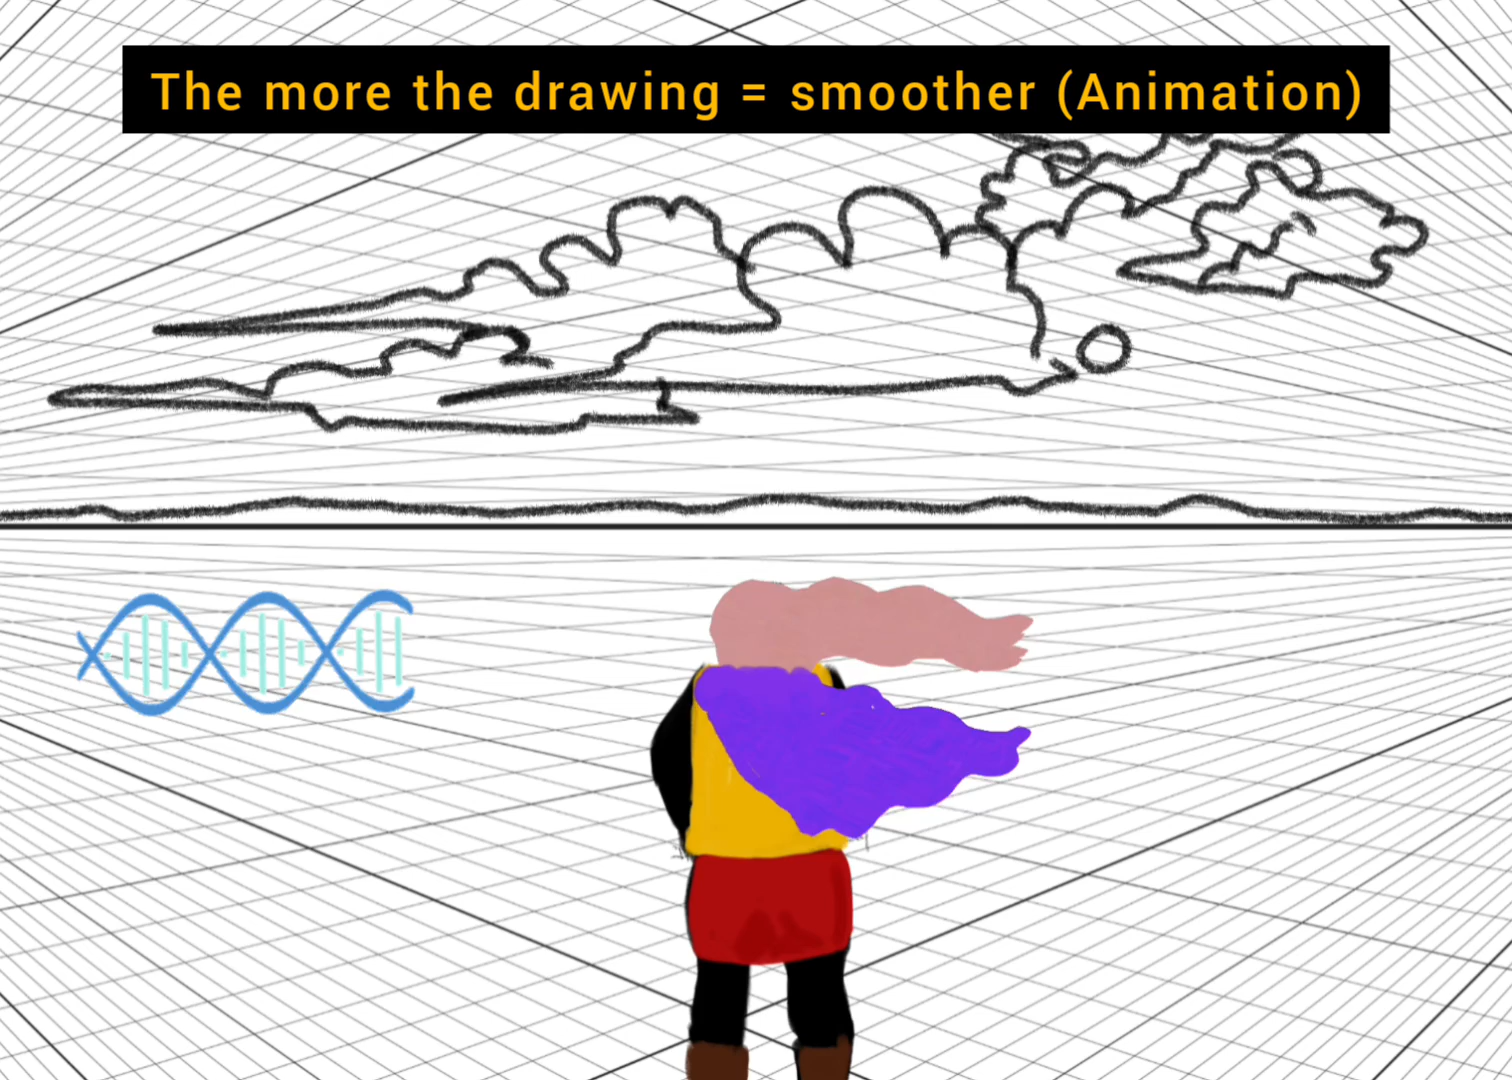 The more the drawing = smoother (Animation)